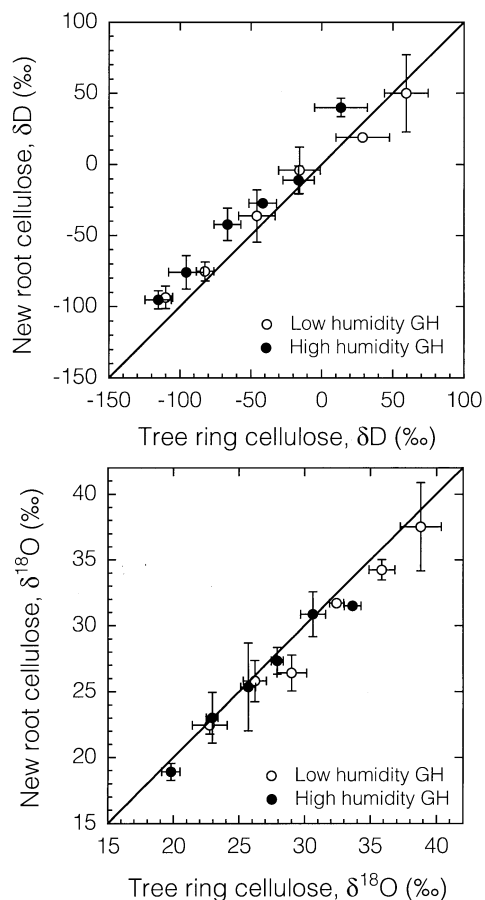 100
50
0
-50
-100
-150
New root cellulose, δD (‰)
Low humidity GH
High humidity GH
-150 -100 -50 0 50 100
Tree ring cellulose, δD (‰)
40
35
30
25
20
15
New root cellulose, δ¹⁸O (‰)
Low humidity GH
High humidity GH
15 20 25 30 35 40
Tree ring cellulose, δ¹⁸O (‰)